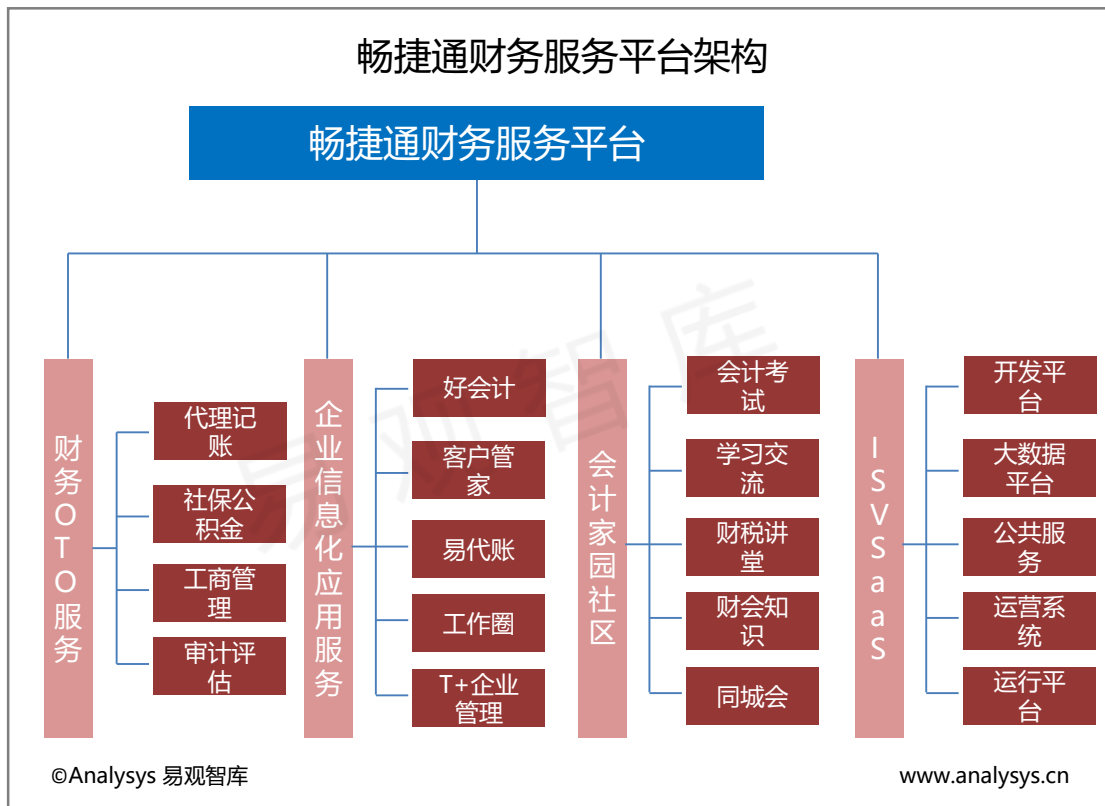 畅捷通财务服务平台架构
畅捷通财务服务平台
财务OTO服务
代理记
账
社保公
积金
工商管
理
审计评
估
企业信息化应用服务
好会计
客户管
家
易代账
工作圈
T+企业
管理
会计家园社区
会计考
试
学习交
流
财税讲
堂
财会知
识
同城会
ISVSaaS
开发平
台
大数据
平台
公共服
务
运营系
统
运行平
台
易观智库
©Analysys 易观智库
www.analysys.cn